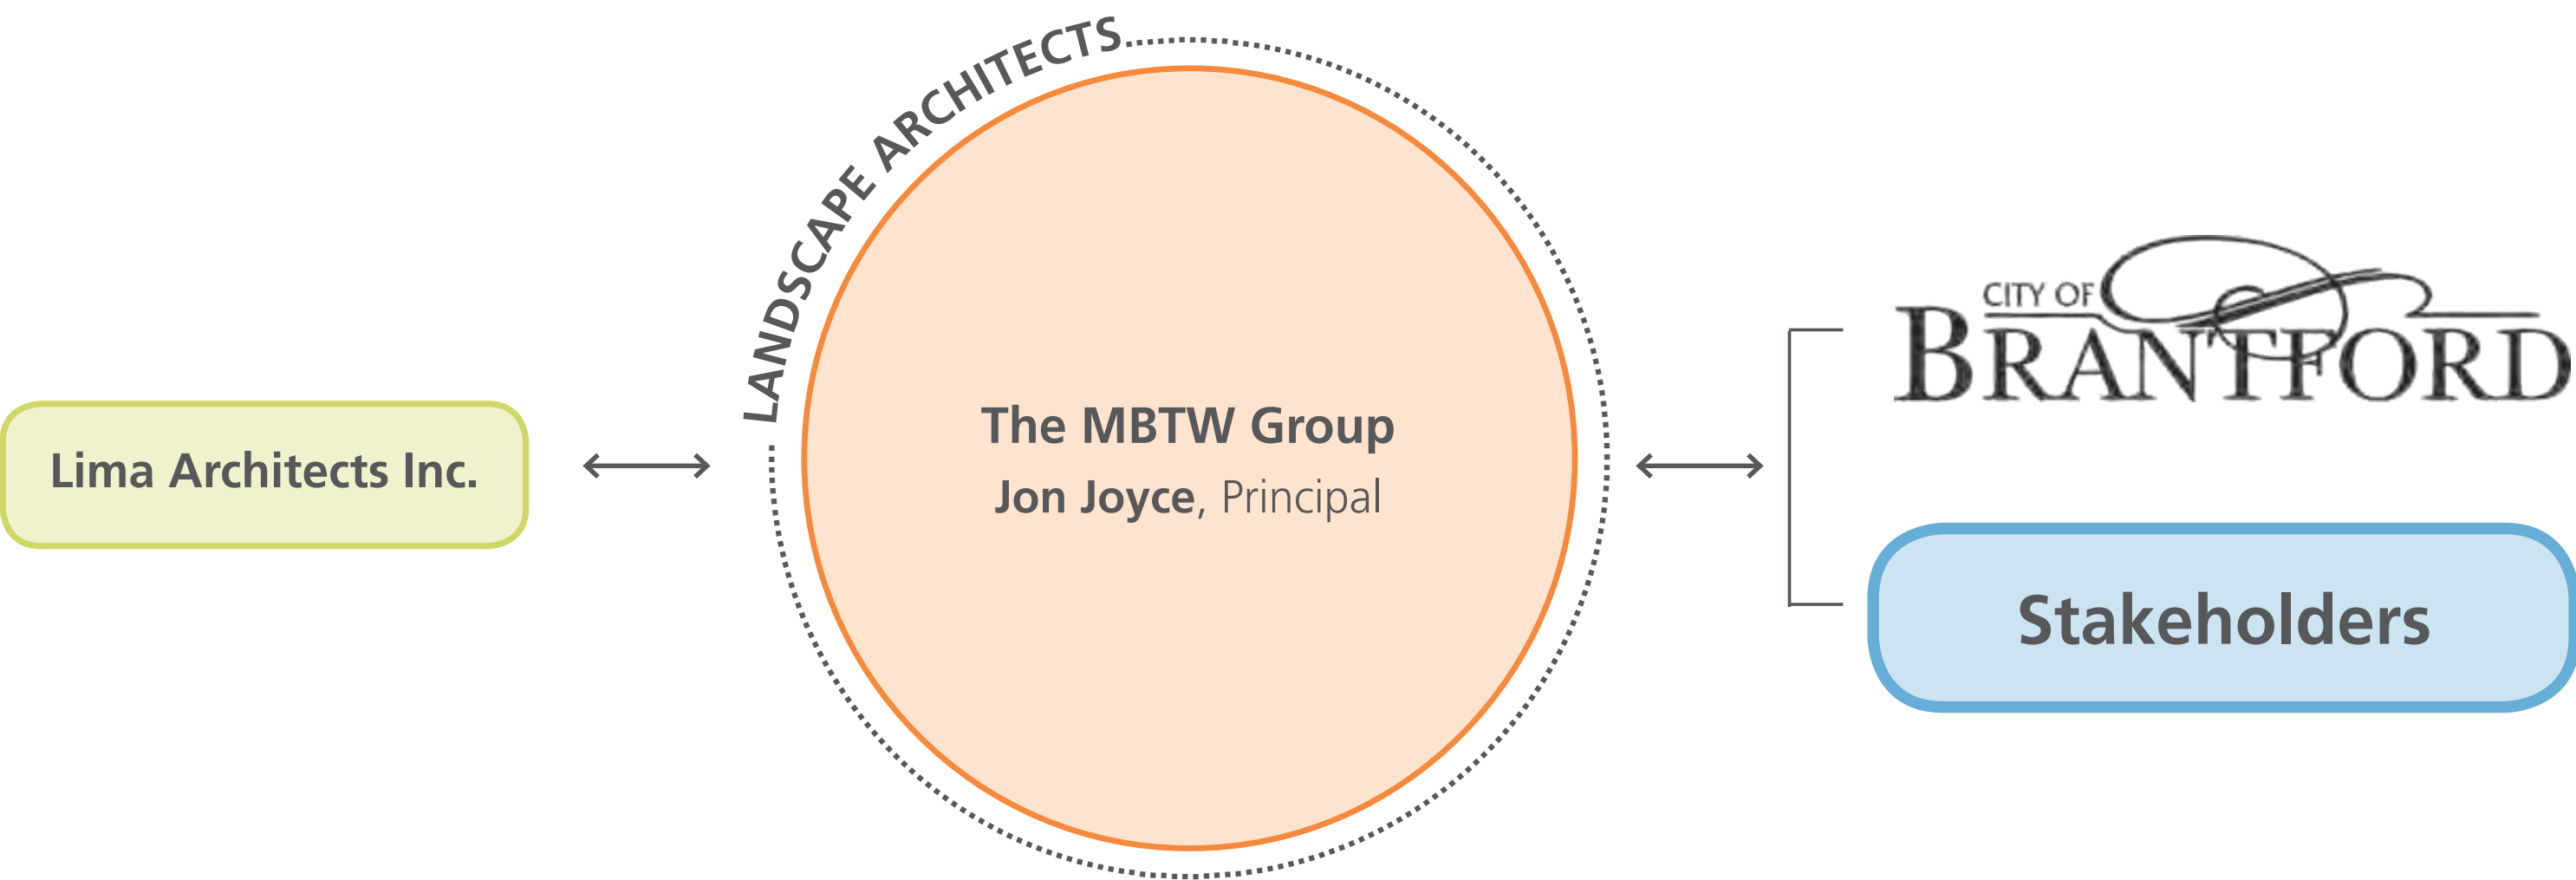 LANDSCAPE ARCHITECTS
Lima Architects Inc.
The MBTW Group
Jon Joyce, Principal
CITY OF
BRANTFORD
Stakeholders